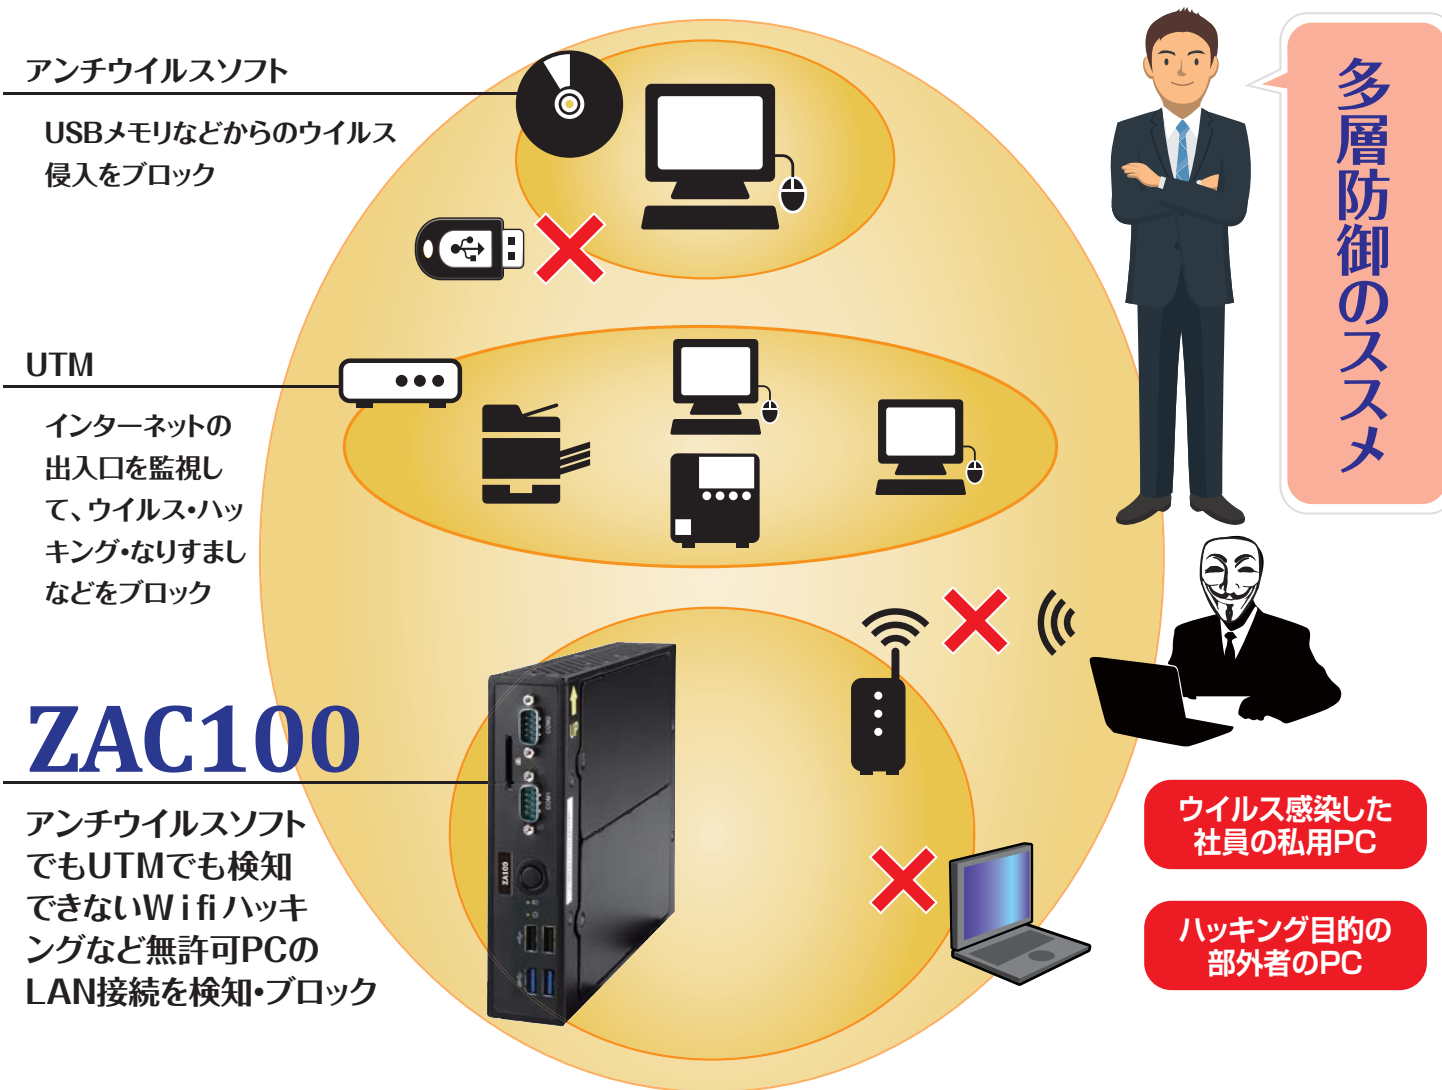 アンチウイルスソフト
USBメモリなどからのウイルス
侵入をブロック
多層防御のススメ
UTM
インターネットの
出入口を監視し
て、ウイルス・ハッ
キング・なりすまし
などをブロック
ZAC100
アンチウイルスソフト
でもUTMでも検知
できないWifiハッキ
ングなど無許可PCの
LAN接続を検知・ブロック
COM2
COM1
ZA100
ウイルス感染した
社員の私用PC
ハッキング目的の
部外者のPC